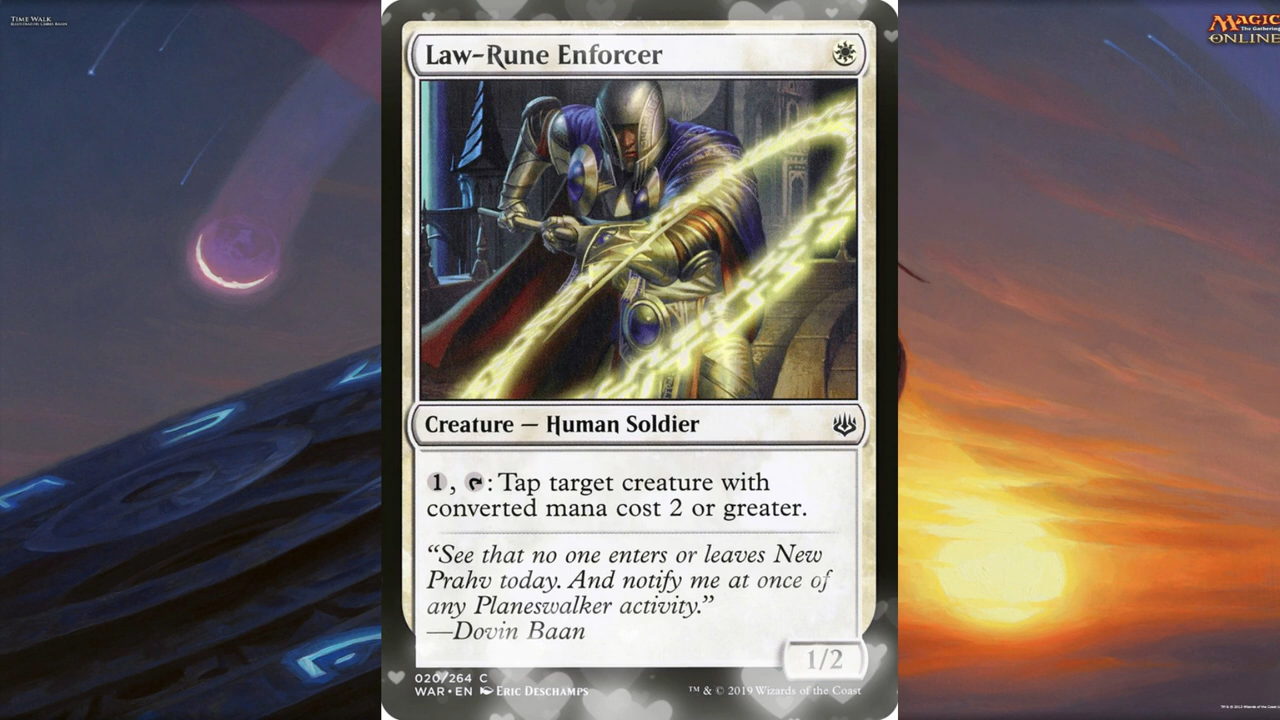 TIME WALK
MAGIC
The Gathering
ONLINE
Law-Rune Enforcer
Creature — Human Soldier
1, : Tap target creature with
converted mana cost 2 or greater.
“See that no one enters or leaves New
Prahv today. And notify me at once of
any Planeswalker activity.”
—Dovin Baan
1/2
020/264 C
WAR • EN Eric Deschamps
™ & © 2019 Wizards of the Coast